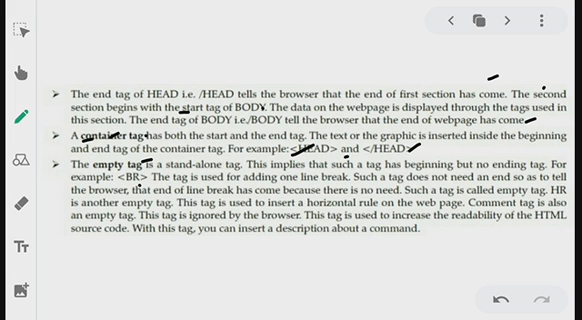 ➢ The end tag of HEAD i.e. /HEAD tells the browser that the end of first section has come. The second
section begins with the start tag of BODY. The data on the webpage is displayed through the tags used in
this section. The end tag of BODY i.e./BODY tell the browser that the end of webpage has come.
➢ A container tag has both the start and the end tag. The text or the graphic is inserted inside the beginning
and end tag of the container tag. For example:<HEAD> and </HEAD>
➢ The empty tag is a stand-alone tag. This implies that such a tag has beginning but no ending tag. For
example: <BR> The tag is used for adding one line break. Such a tag does not need an end so as to tell
the browser, that end of line break has come because there is no need. Such a tag is called empty tag. HR
is another empty tag. This tag is used to insert a horizontal rule on the web page. Comment tag is also
an empty tag. This tag is ignored by the browser. This tag is used to increase the readability of the HTML
source code. With this tag, you can insert a description about a command.
Tт